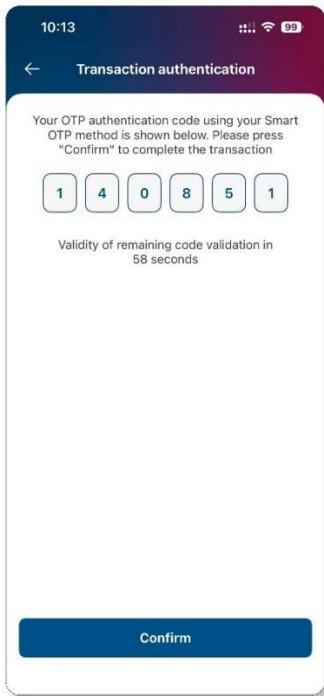 10:13
99
Transaction authentication
Your OTP authentication code using your Smart
OTP method is shown below. Please press
"Confirm" to complete the transaction
1 4 0 8 5 1
Validity of remaining code validation in
58 seconds
Confirm